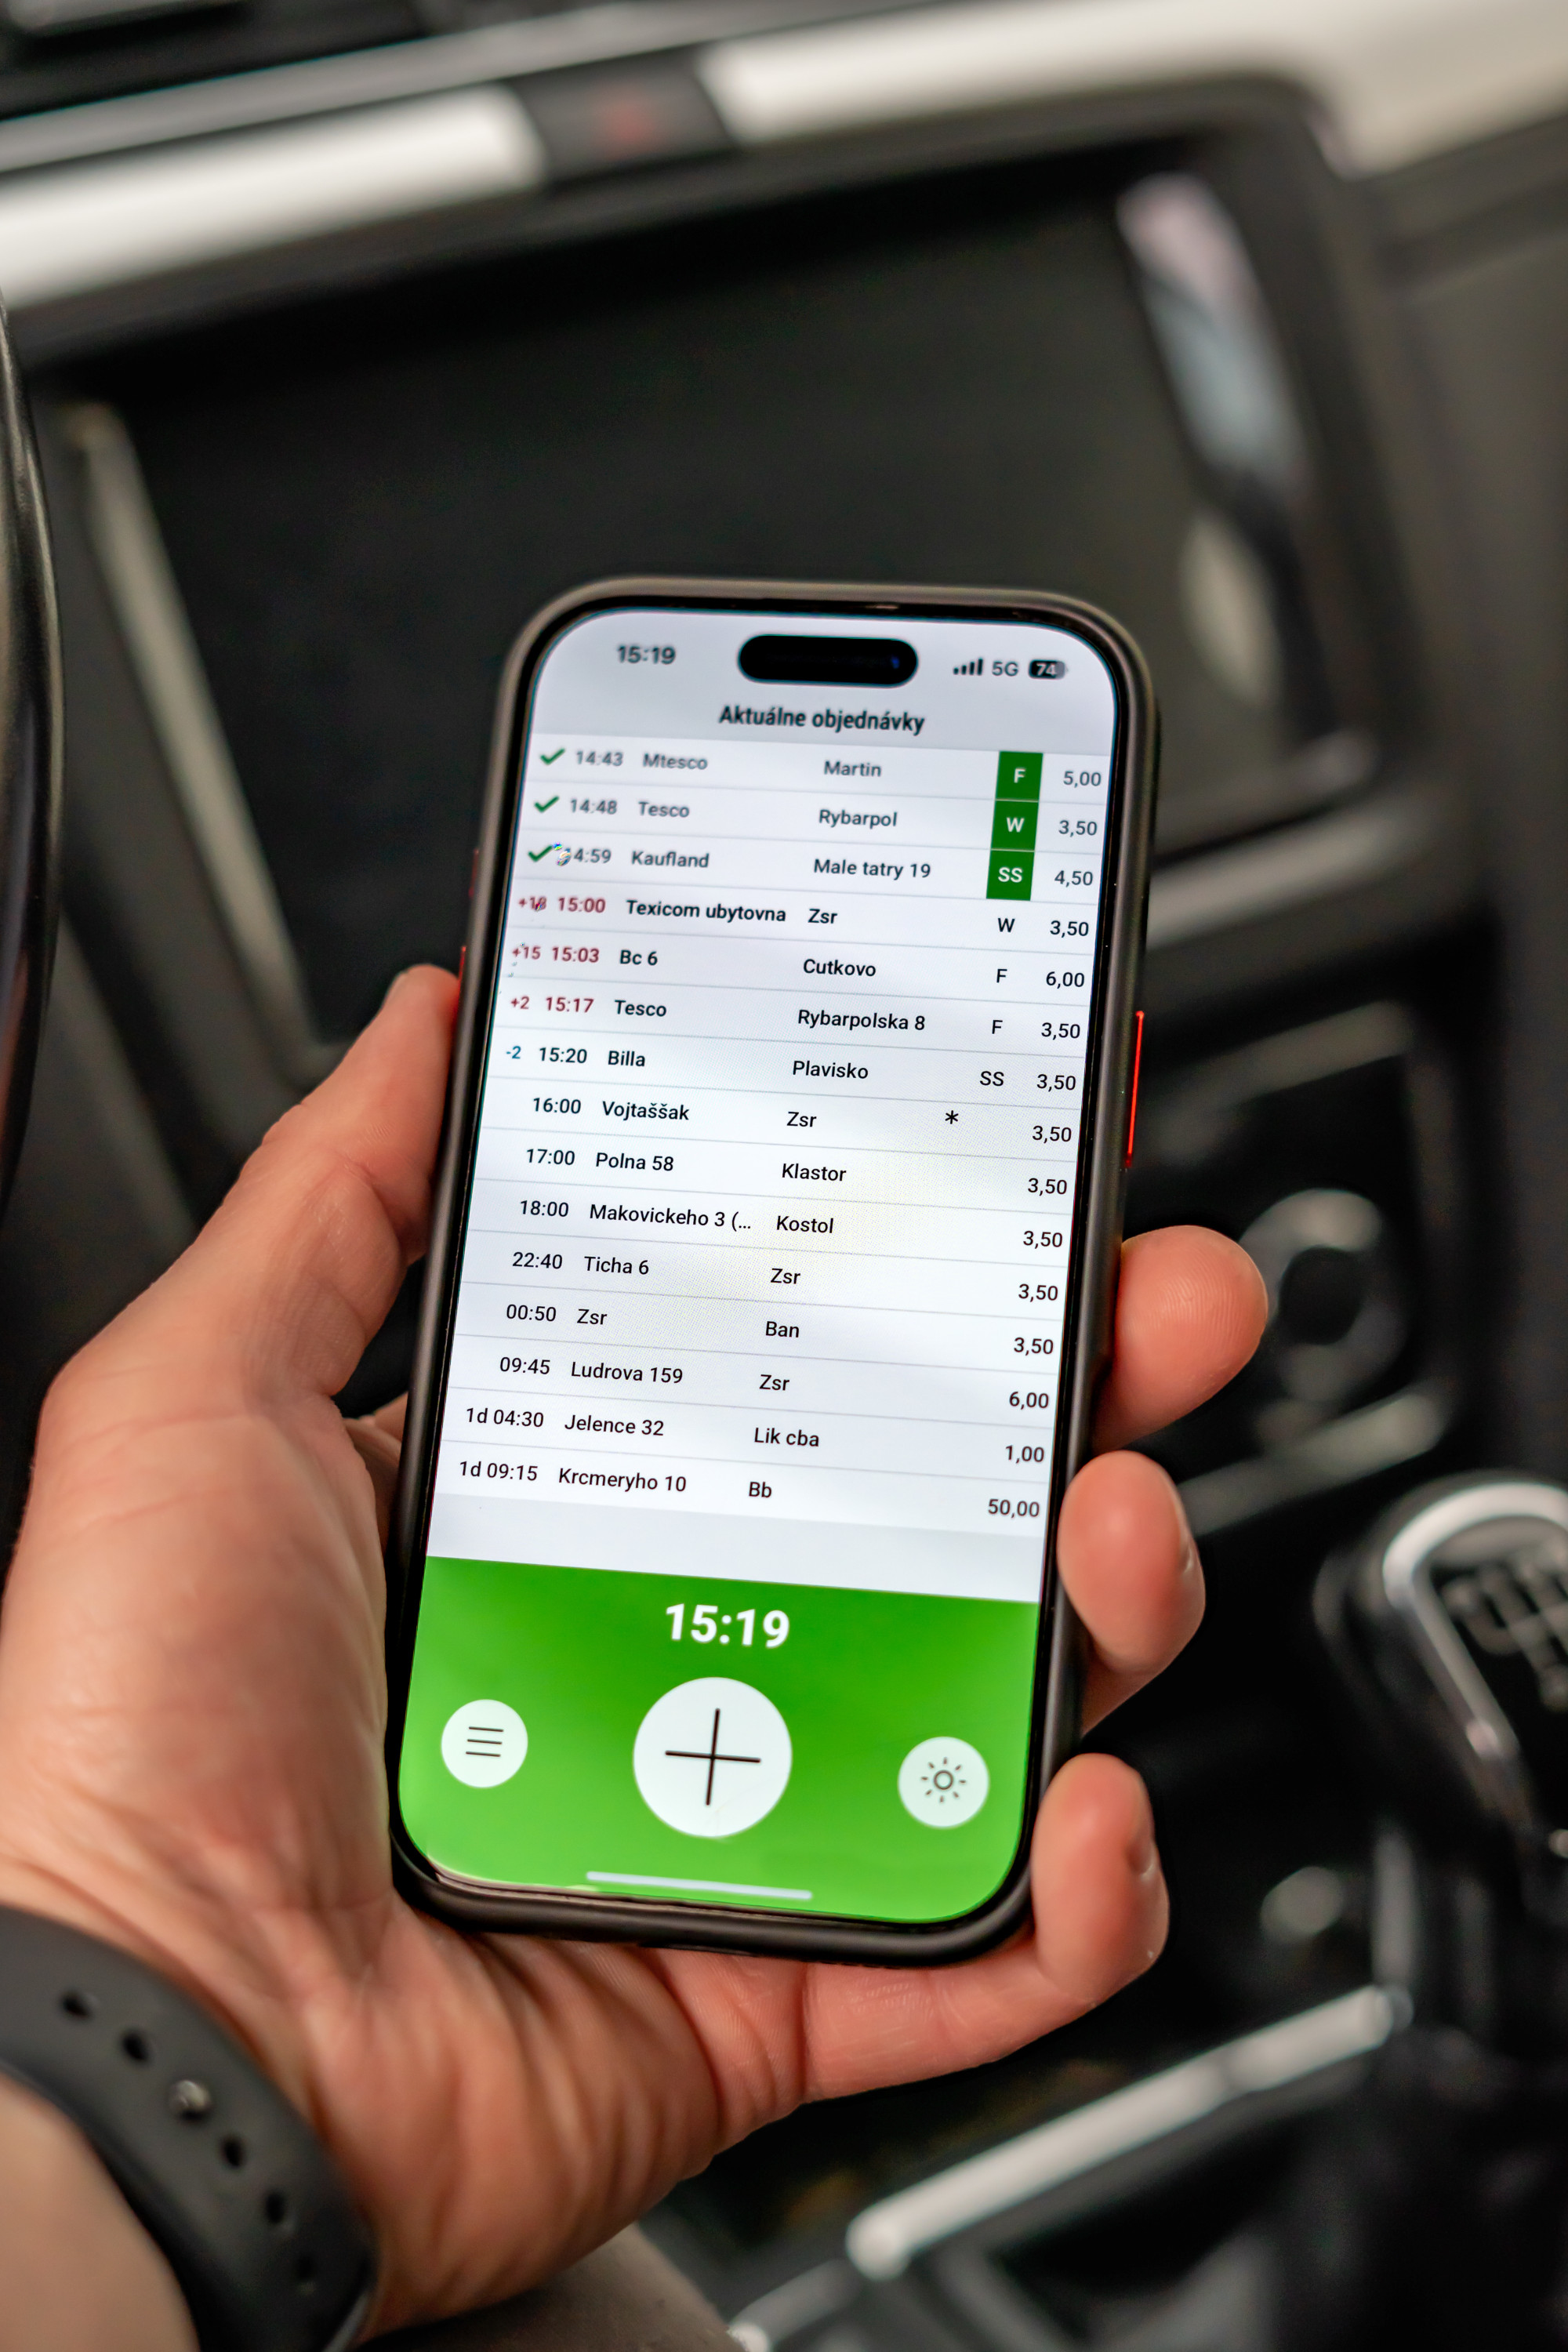 15:19 5G 74
Aktuálne objednávky
14:43 Mtesco Martin F 5,00
14:48 Tesco Rybarpol W 3,50
4:59 Kaufland Male tatry 19 SS 4,50
15:00 Texicom ubytovna Zsr W 3,50
+15 15:03 Bc 6 Cutkovo F 6,00
+2 15:17 Tesco Rybarpolska 8 F 3,50
-2 15:20 Billa Plavisko SS 3,50
16:00 Vojtaššak Zsr * 3,50
17:00 Polna 58 Klastor 3,50
18:00 Makovickeho 3 (... Kostol 3,50
22:40 Ticha 6 Zsr 3,50
00:50 Zsr Ban 3,50
09:45 Ludrova 159 Zsr 6,00
1d 04:30 Jelence 32 Lik cba 1,00
1d 09:15 Krcmeryho 10 Bb 50,00
15:19